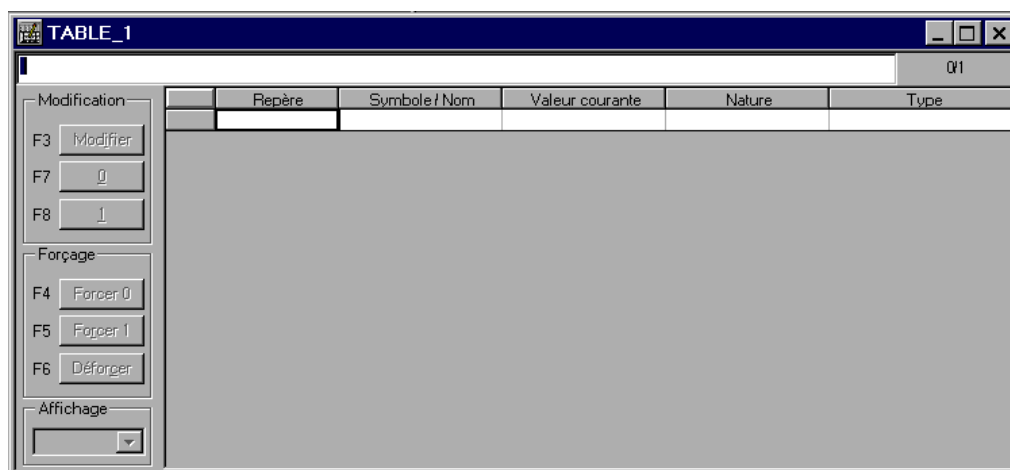 TABLE_1
0/1
Modification
Repère Symbole / Nom Valeur courante Nature Type
F3 Modifier
F7 0
F8 1
Forçage
F4 Forcer 0
F5 Forcer 1
F6 Déforcer
Affichage